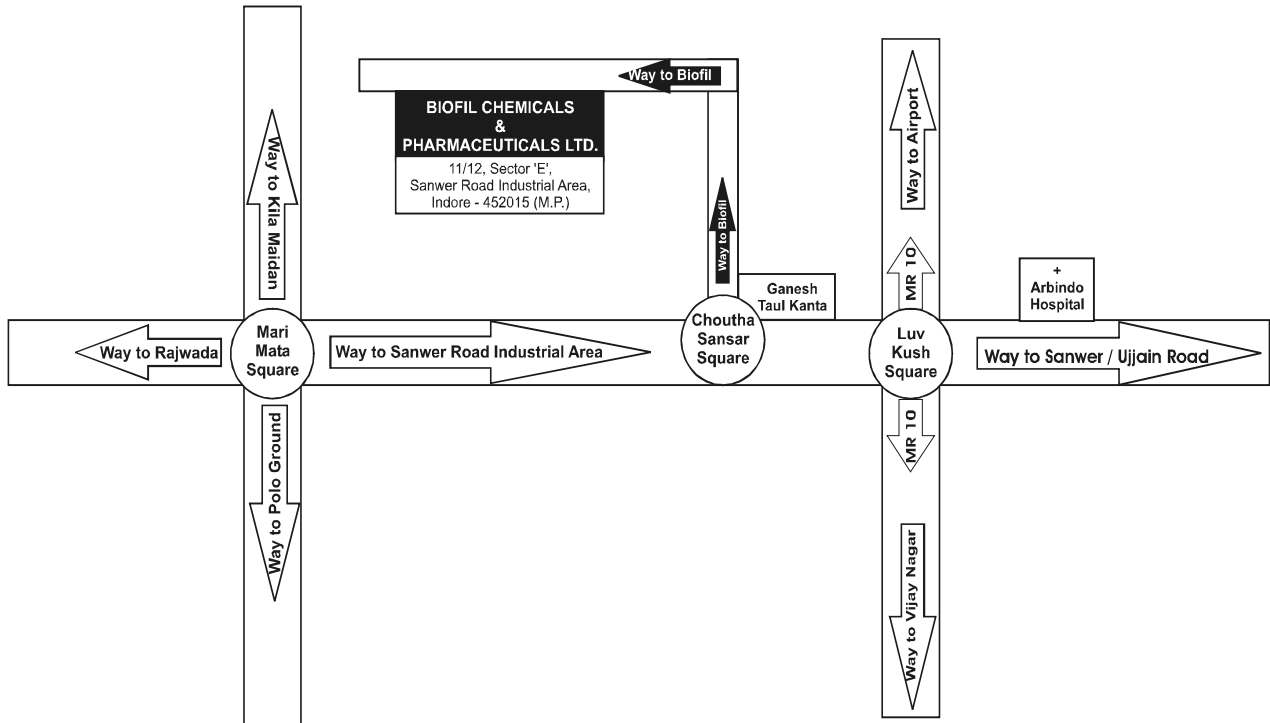 Way to Biofil
BIOFIL CHEMICALS
&
PHARMACEUTICALS LTD.
11/12, Sector 'E',
Sanwer Road Industrial Area,
Indore - 452015 (M.P.)
Way to Kila Maidan
Way to Biofil
Way to Airport
MR 10
Ganesh
Taul Kanta
+
Arbindo
Hospital
Way to Rajwada
Mari
Mata
Square
Way to Sanwer Road Industrial Area
Choutha
Sansar
Square
Luv
Kush
Square
Way to Sanwer / Ujjain Road
Way to Polo Ground
MR 10
Way to Vijay Nagar